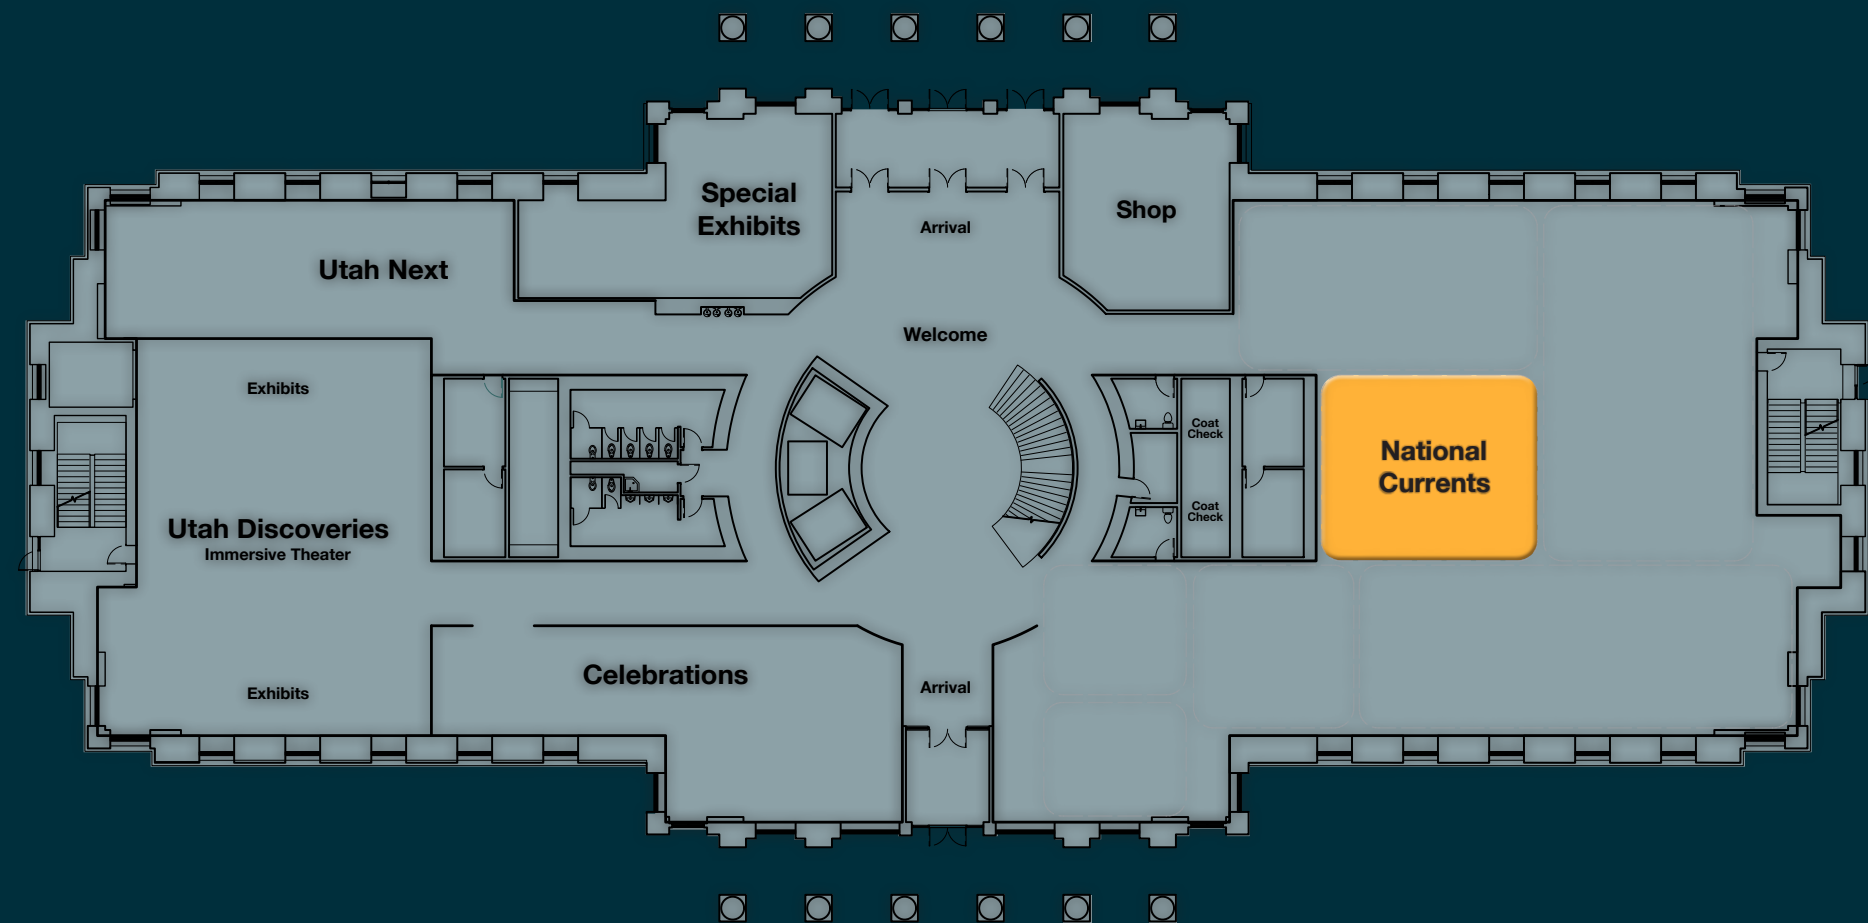 Special
Exhibits
Shop
Arrival
Utah Next
Welcome
Exhibits
Coat
Check
National
Currents
Utah Discoveries
Immersive Theater
Coat
Check
Celebrations
Arrival
Exhibits